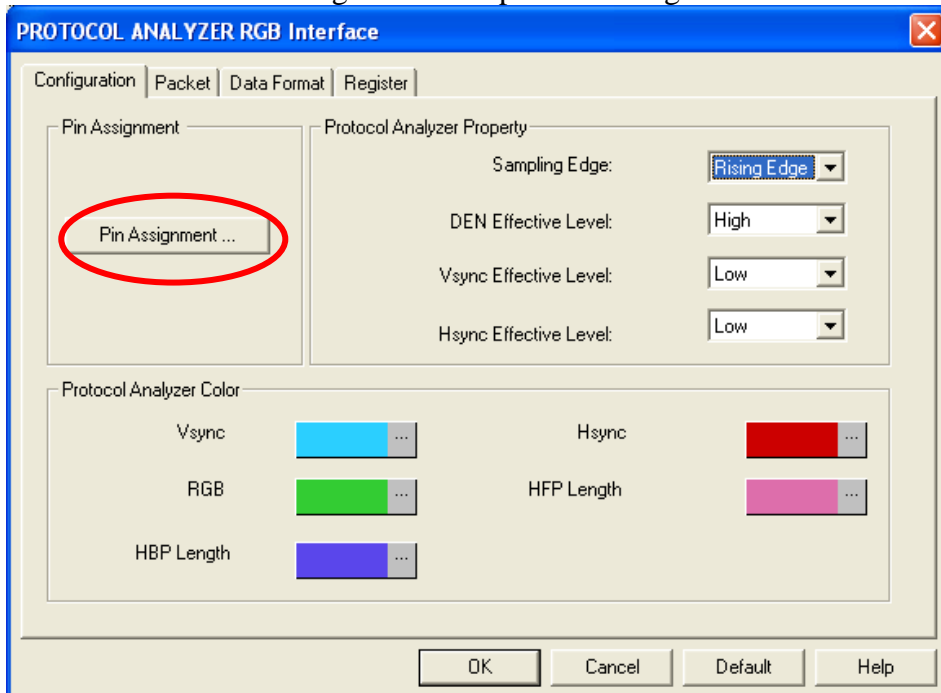 PROTOCOL ANALYZER RGB Interface
Configuration Packet Data Format Register
Pin Assignment
Pin Assignment ...
Protocol Analyzer Property
Sampling Edge: Rising Edge
DEN Effective Level: High
Vsync Effective Level: Low
Hsync Effective Level: Low
Protocol Analyzer Color
Vsync ... Hsync ...
RGB ... HFP Length ...
HBP Length ...
OK Cancel Default Help